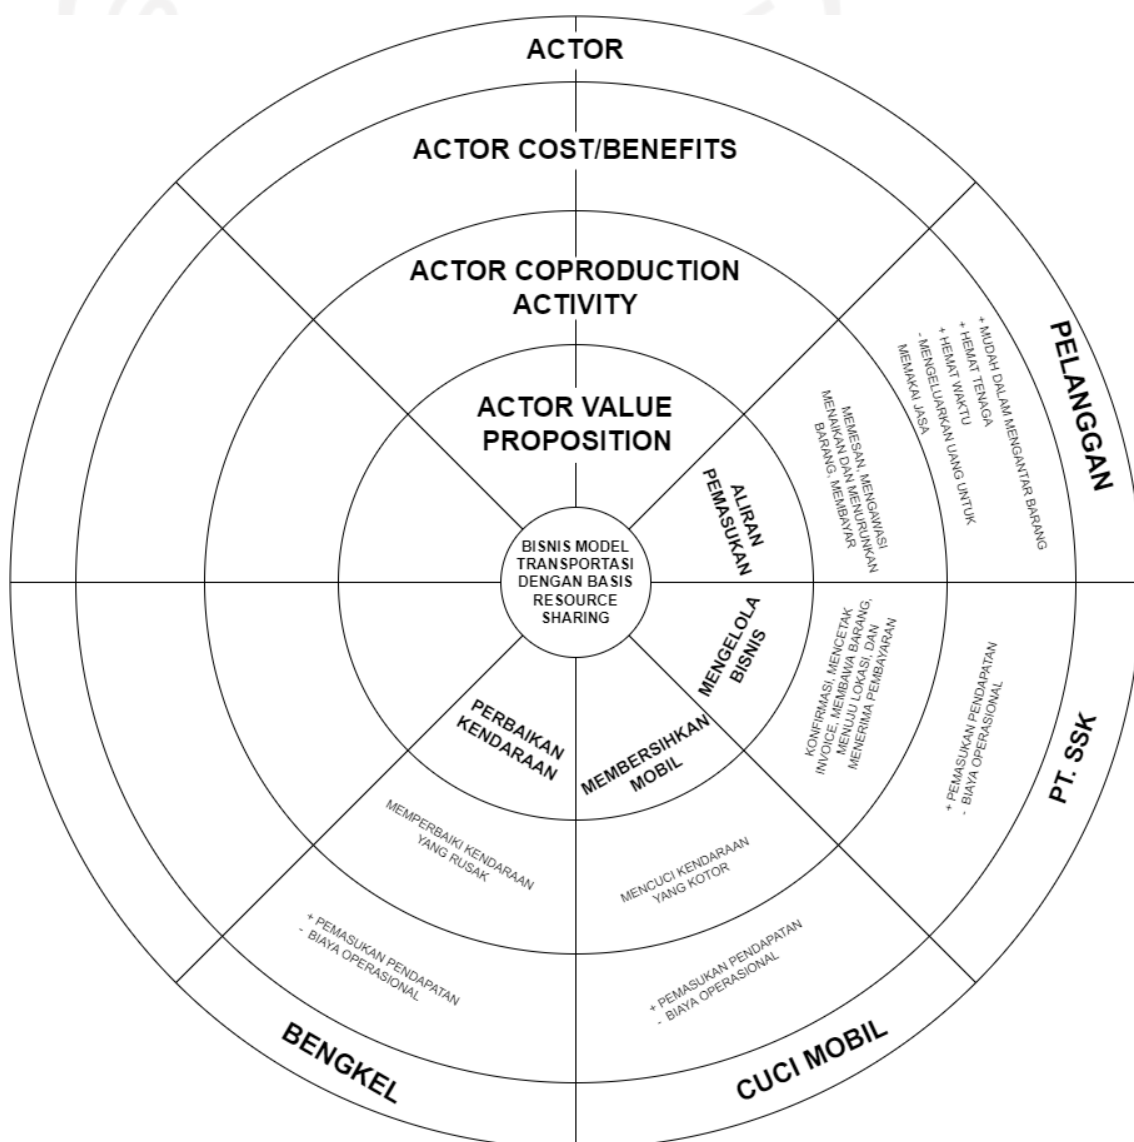 ACTOR
ACTOR COST/BENEFITS
ACTOR COPRODUCTION
ACTIVITY
ACTOR VALUE
PROPOSITION
BISNIS MODEL
TRANSPORTASI
DENGAN BASIS
RESOURCE
SHARING
PELANGGAN
+ MUDAH DALAM MENGANTAR BARANG
+ HEMAT TENAGA
+ HEMAT WAKTU
- MENGELUARKAN UANG UNTUK
MEMAKAI JASA
MEMESAN, MENGAWASI
MENAIKAN DAN MENURUNKAN
BARANG, MEMBAYAR
ALIRAN
PEMASUKAN
PT. SSK
+ PEMASUKAN PENDAPATAN
- BIAYA OPERASIONAL
KONFIRMASI, MENCETAK
INVOICE, MEMBAWA BARANG,
MENUJU LOKASI, DAN
MENERIMA PEMBAYARAN
MENGELOLA
BISNIS
CUCI MOBIL
+ PEMASUKAN PENDAPATAN
- BIAYA OPERASIONAL
MENCUCI KENDARAAN
YANG KOTOR
MEMBERSIHKAN
MOBIL
BENGKEL
+ PEMASUKAN PENDAPATAN
- BIAYA OPERASIONAL
MEMPERBAIKI KENDARAAN
YANG RUSAK
PERBAIKAN
KENDARAAN